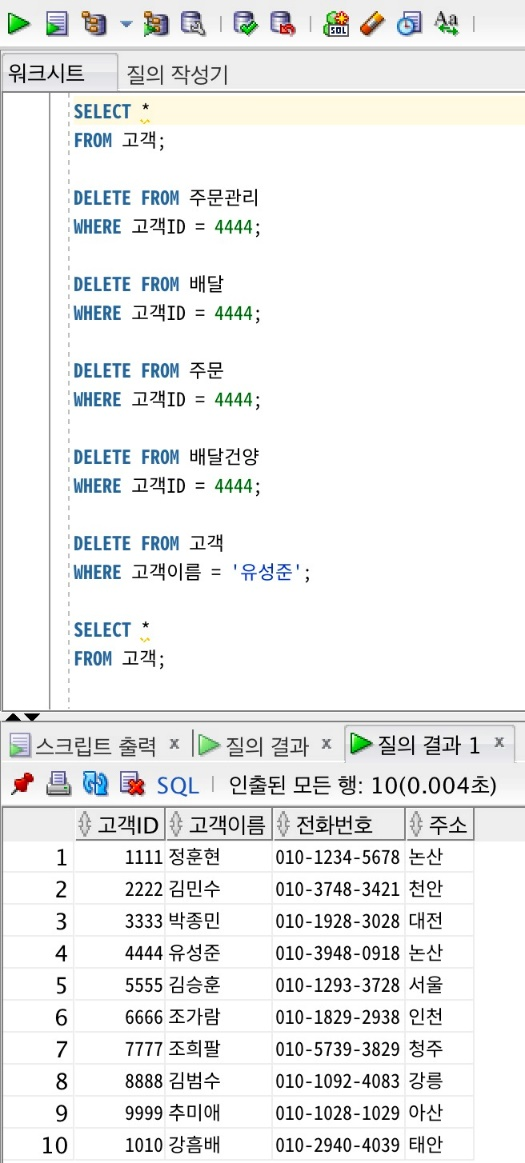 워크시트 질의 작성기
SELECT *
FROM 고객;
DELETE FROM 주문관리
WHERE 고객ID = 4444;
DELETE FROM 배달
WHERE 고객ID = 4444;
DELETE FROM 주문
WHERE 고객ID = 4444;
DELETE FROM 배달건양
WHERE 고객ID = 4444;
DELETE FROM 고객
WHERE 고객이름 = '유성준';
SELECT *
FROM 고객;
스크립트 출력 x 질의 결과 x 질의 결과 1 x
SQL 인출된 모든 행: 10(0.004초)
고객ID 고객이름 전화번호 주소
1 1111 정훈현 010-1234-5678 논산
2 2222 김민수 010-3748-3421 천안
3 3333 박종민 010-1928-3028 대전
4 4444 유성준 010-3948-0918 논산
5 5555 김승훈 010-1293-3728 서울
6 6666 조가람 010-1829-2938 인천
7 7777 조희팔 010-5739-3829 청주
8 8888 김범수 010-1092-4083 강릉
9 9999 추미애 010-1028-1029 아산
10 1010 강흠배 010-2940-4039 태안